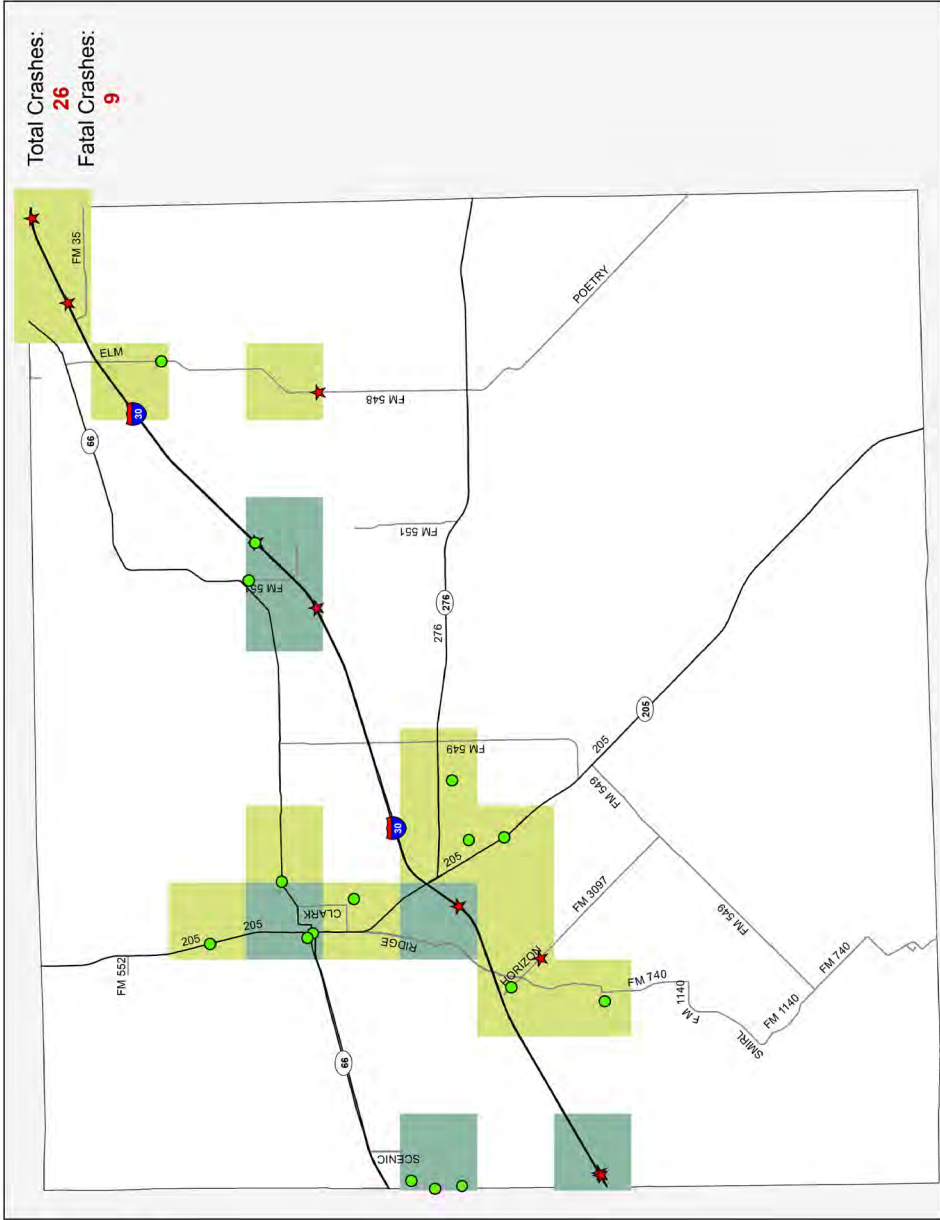 Total Crashes:
26
Fatal Crashes:
9
FM 35
ELM
30
66
FM 548
POETRY
FM 551
FM 551
276
276
FM 549
205
205
FM 549
30
205
CLARK
205
205
FM 552
RIDGE
FM 3097
HORIZON
FM 549
FM 740
FM 740
FM 1140
FM 1140
SMIRL
66
SCENIC